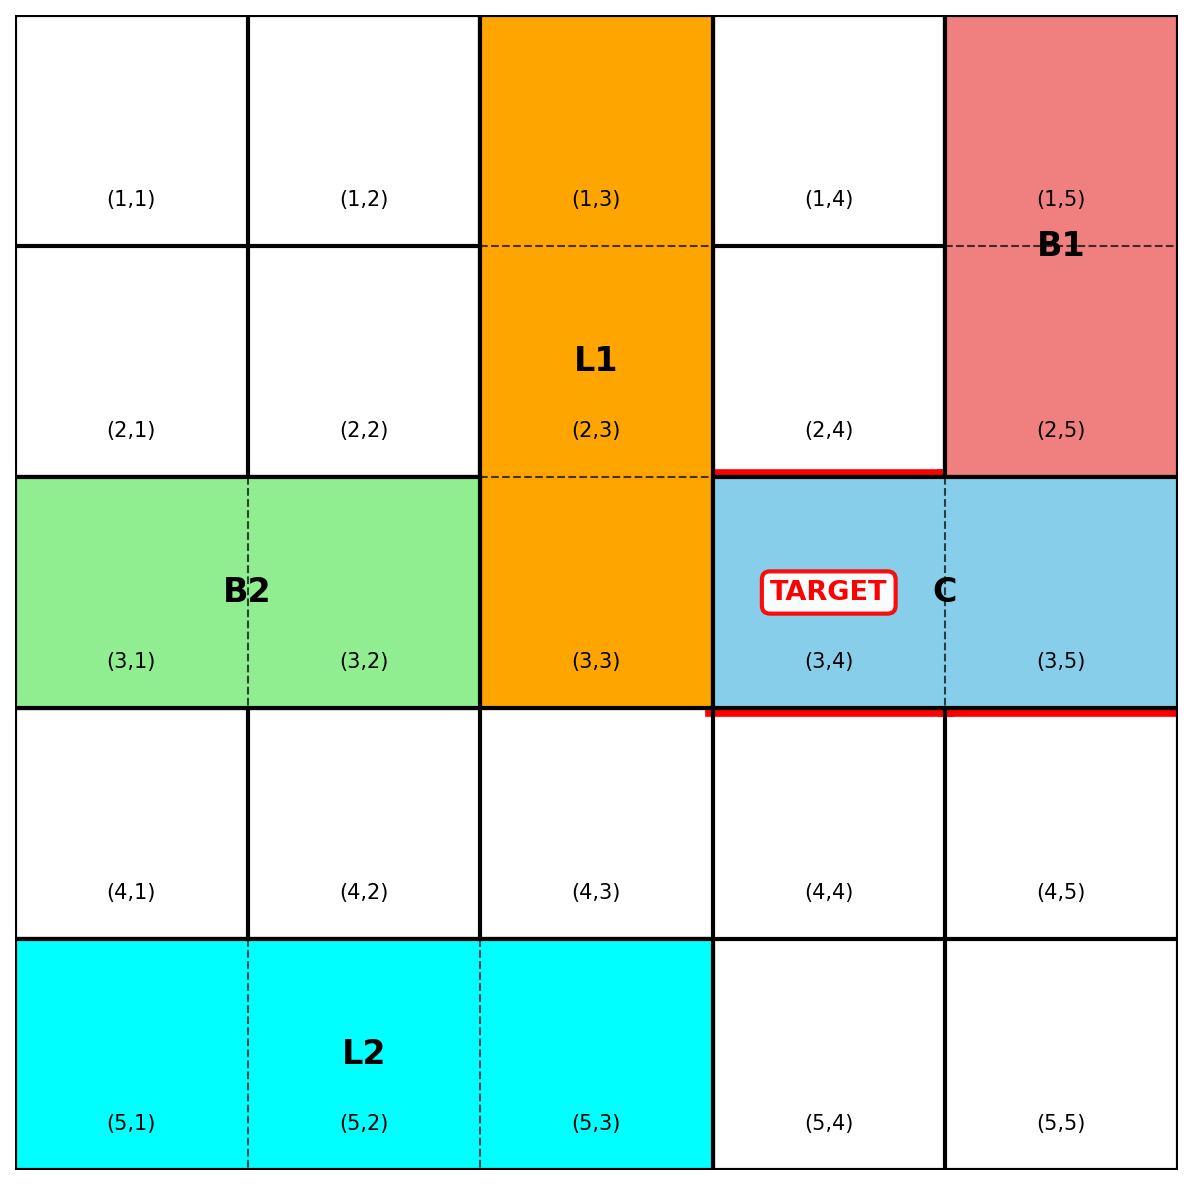 (1,1) (1,2) (1,3) (1,4) (1,5)
B1
L1
(2,1) (2,2) (2,3) (2,4) (2,5)
B2 TARGET C
(3,1) (3,2) (3,3) (3,4) (3,5)
(4,1) (4,2) (4,3) (4,4) (4,5)
L2
(5,1) (5,2) (5,3) (5,4) (5,5)